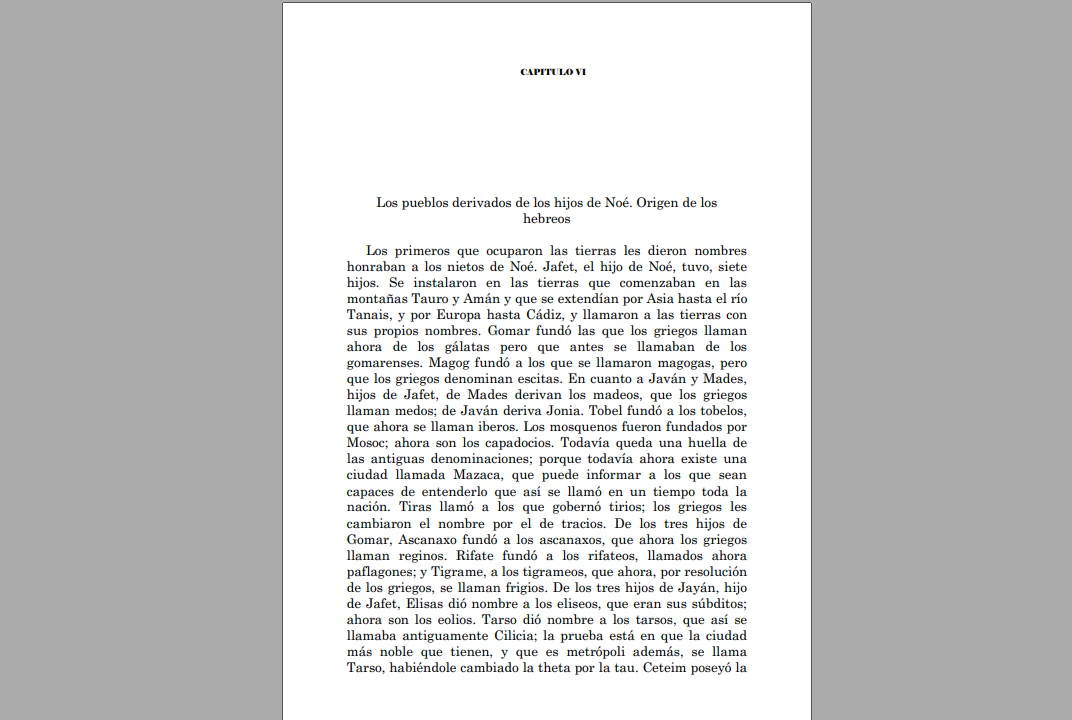 CAPITULO VI
Los pueblos derivados de los hijos de Noé. Origen de los
hebreos
Los primeros que ocuparon las tierras les dieron nombres
honraban a los nietos de Noé. Jafet, el hijo de Noé, tuvo, siete
hijos. Se instalaron en las tierras que comenzaban en las
montañas Tauro y Amán y que se extendían por Asia hasta el río
Tanais, y por Europa hasta Cádiz, y llamaron a las tierras con
sus propios nombres. Gomar fundó las que los griegos llaman
ahora de los gálatas pero que antes se llamaban de los
gomarenses. Magog fundó a los que se llamaron magogas, pero
que los griegos denominan escitas. En cuanto a Javán y Mades,
hijos de Jafet, de Mades derivan los madeos, que los griegos
llaman medos; de Javán deriva Jonia. Tobel fundó a los tobelos,
que ahora se llaman iberos. Los mosquenos fueron fundados por
Mosoc; ahora son los capadocios. Todavía queda una huella de
las antiguas denominaciones; porque todavía ahora existe una
ciudad llamada Mazaca, que puede informar a los que sean
capaces de entenderlo que así se llamó en un tiempo toda la
nación. Tiras llamó a los que gobernó tirios; los griegos les
cambiaron el nombre por el de tracios. De los tres hijos de
Gomar, Ascanaxo fundó a los ascanaxos, que ahora los griegos
llaman reginos. Rifate fundó a los rifateos, llamados ahora
paflagones; y Tigrame, a los tigrameos, que ahora, por resolución
de los griegos, se llaman frigios. De los tres hijos de Jayán, hijo
de Jafet, Elisas dió nombre a los eliseos, que eran sus súbditos;
ahora son los eolios. Tarso dió nombre a los tarsos, que así se
llamaba antiguamente Cilicia; la prueba está en que la ciudad
más noble que tienen, y que es metrópoli además, se llama
Tarso, habiéndole cambiado la theta por la tau. Ceteim poseyó la